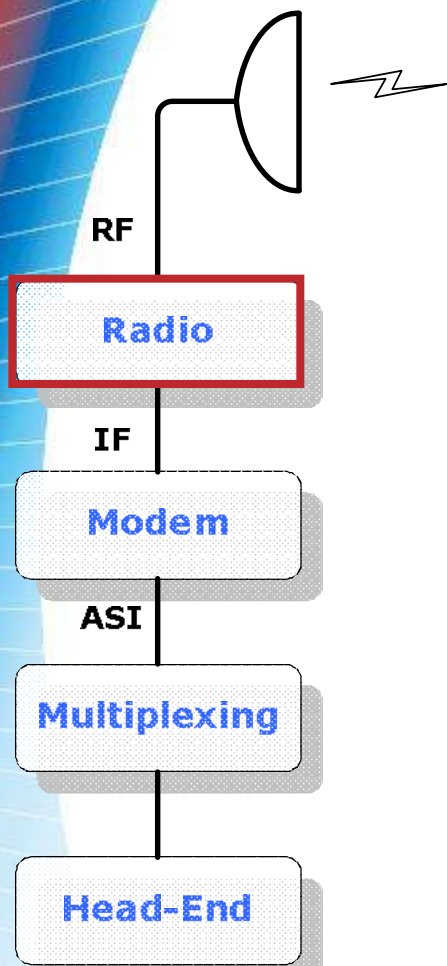 RF
Radio
IF
Modem
ASI
Multiplexing
Head-End